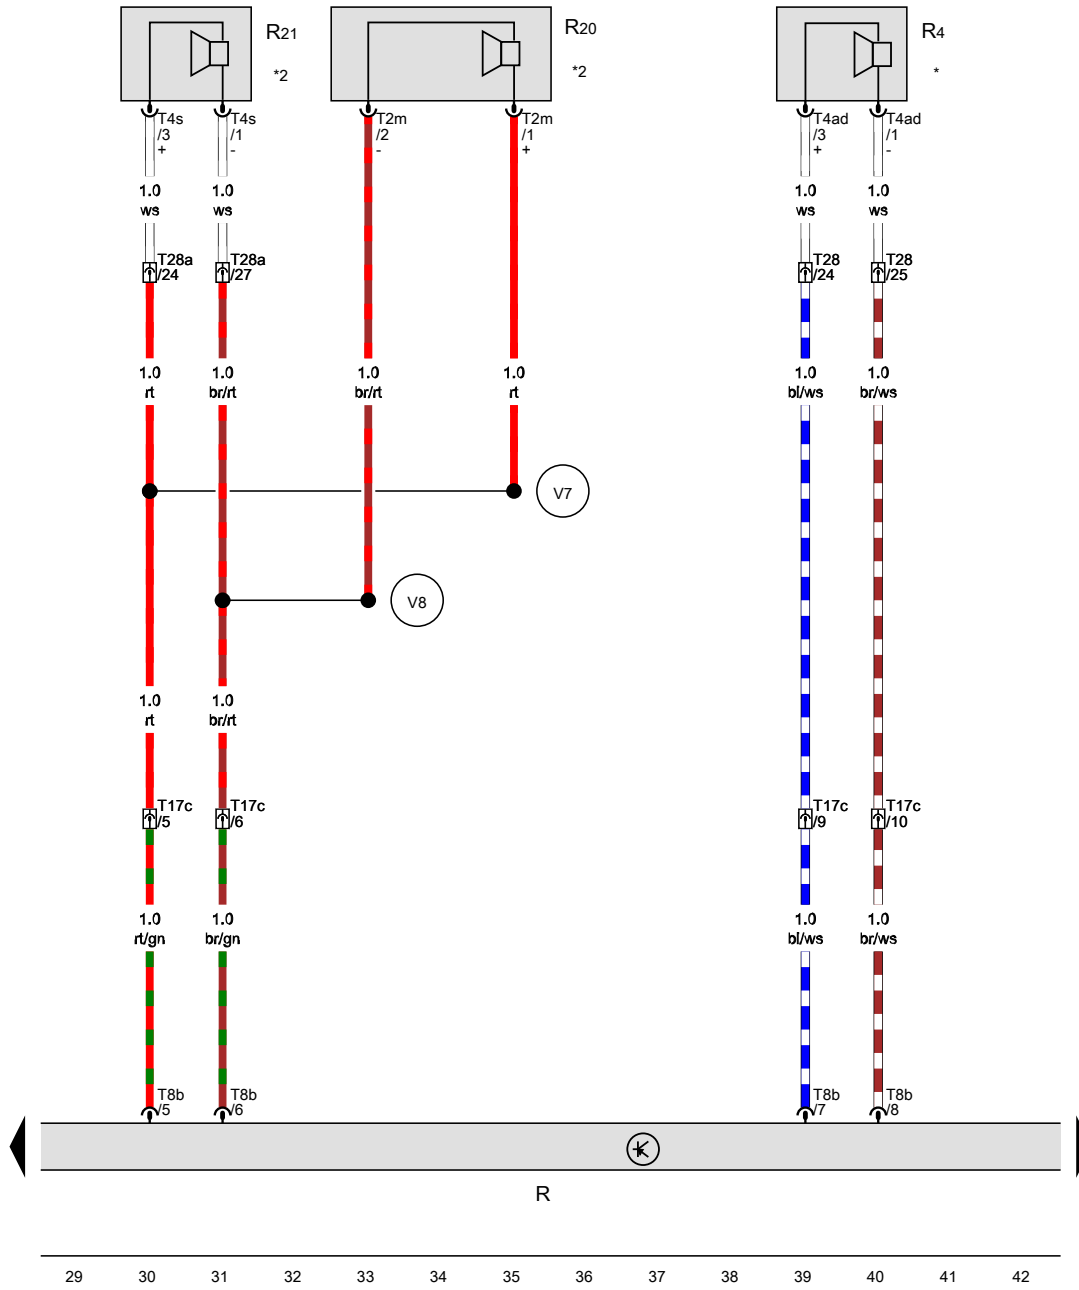 R21
*2
R20
*2
R4
*
T4s
/3
+
T4s
/1
-
T2m
/2
-
T2m
/1
+
T4ad
/3
+
T4ad
/1
-
1.0
ws
1.0
ws
1.0
ws
1.0
ws
T28a
/24
T28a
/27
T28
/24
T28
/25
1.0
rt
1.0
br/rt
1.0
br/rt
1.0
rt
1.0
bl/ws
1.0
br/ws
V7
V8
1.0
rt
1.0
br/rt
T17c
/5
T17c
/6
T17c
/9
T17c
/10
1.0
rt/gn
1.0
br/gn
1.0
bl/ws
1.0
br/ws
T8b
/5
T8b
/6
T8b
/7
T8b
/8
R
29 30 31 32 33 34 35 36 37 38 39 40 41 42